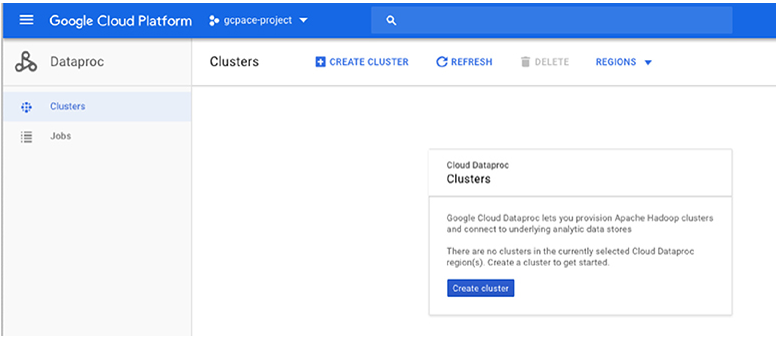 Google Cloud Platform gcpace-project
Dataproc Clusters CREATE CLUSTER REFRESH DELETE REGIONS
Clusters
Jobs
Cloud Dataproc
Clusters
Google Cloud Dataproc lets you provision Apache Hadoop clusters
and connect to underlying analytic data stores
There are no clusters in the currently selected Cloud Dataproc
region(s). Create a cluster to get started.
Create cluster